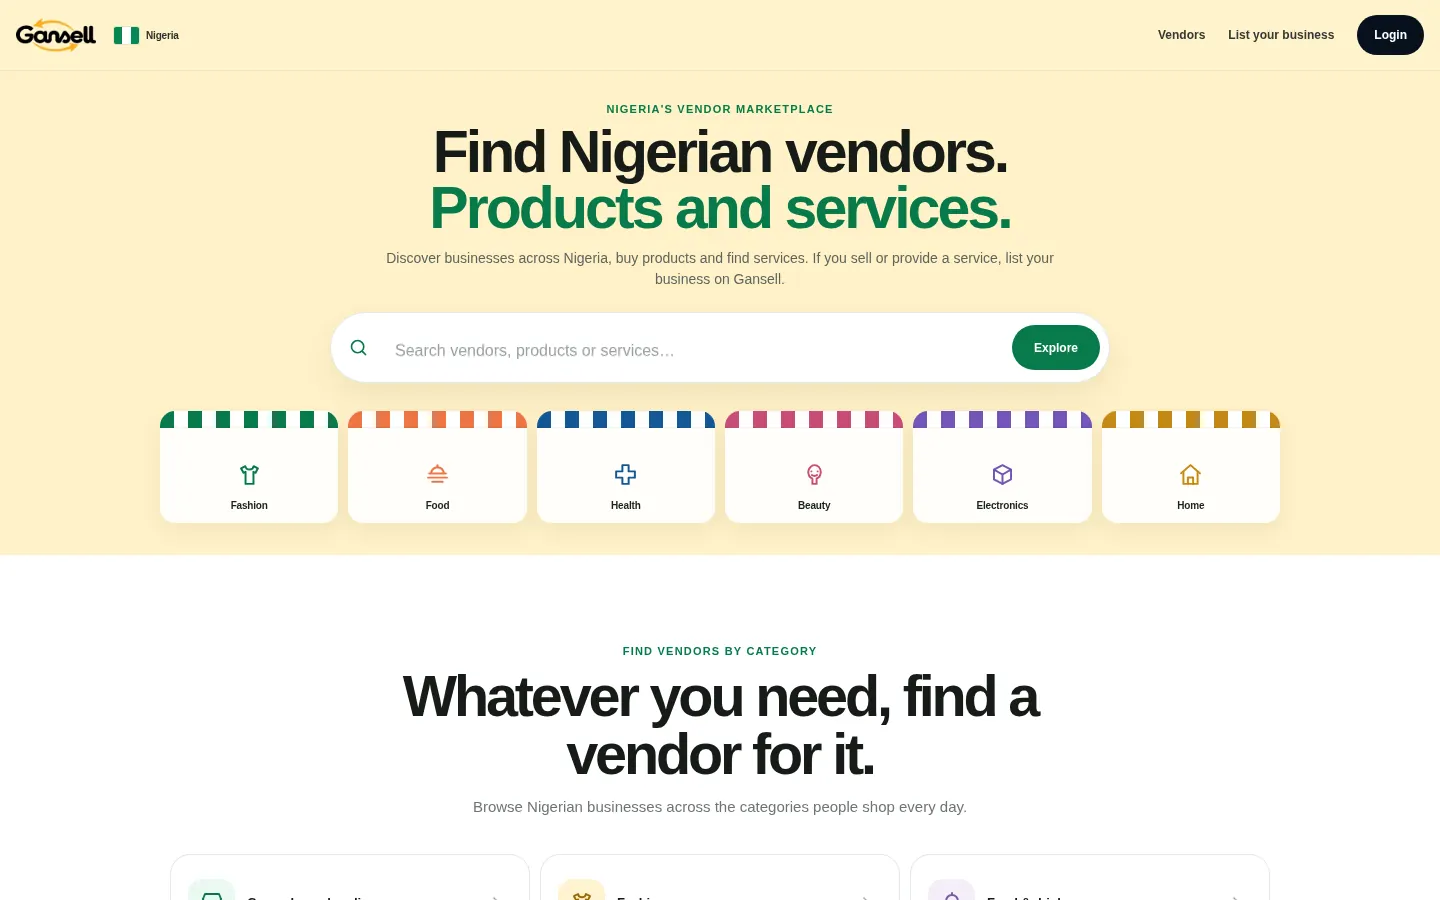 Gansell
Nigeria
Vendors
List your business
Login
NIGERIA'S VENDOR MARKETPLACE
Find Nigerian vendors.
Products and services.
Discover businesses across Nigeria, buy products and find services. If you sell or provide a service, list your
business on Gansell.
Search vendors, products or services…
Explore
Fashion
Food
Health
Beauty
Electronics
Home
FIND VENDORS BY CATEGORY
Whatever you need, find a
vendor for it.
Browse Nigerian businesses across the categories people shop every day.